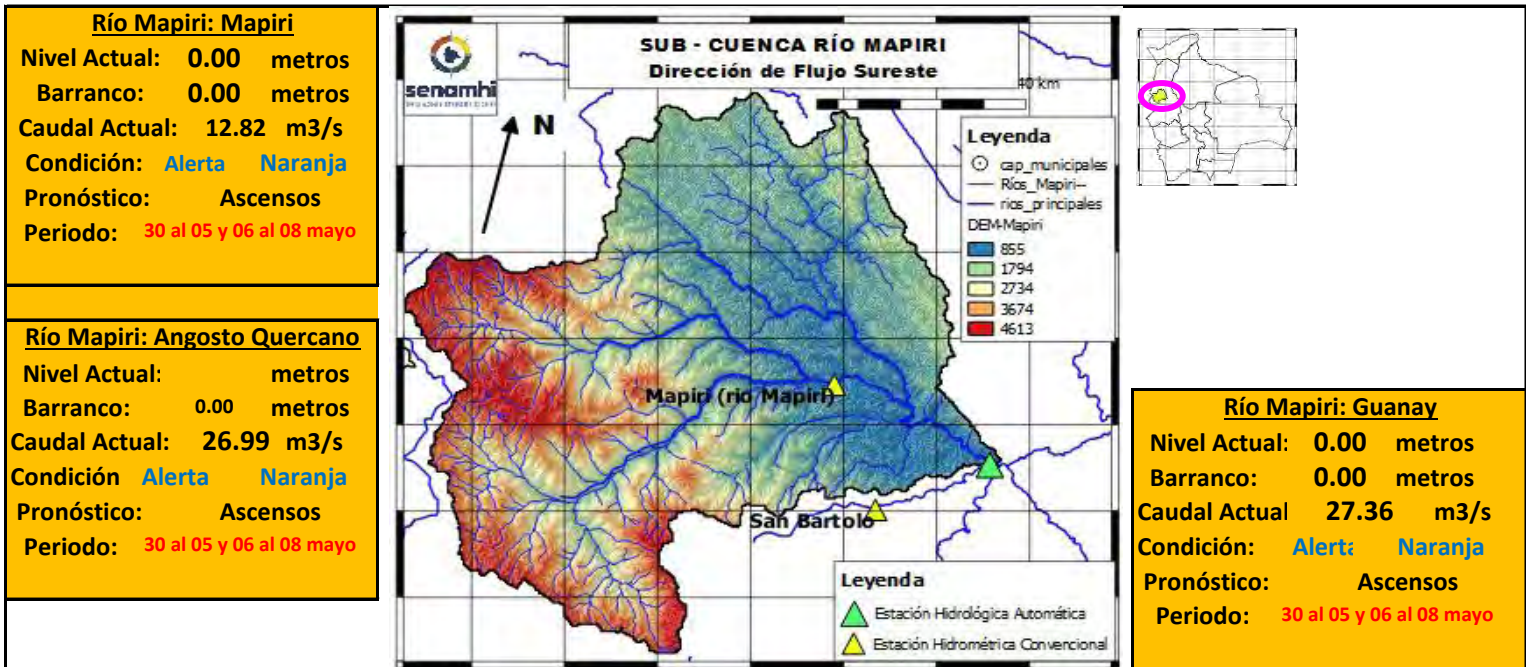 Río Mapiri: Mapiri
Nivel Actual: 0.00 metros
Barranco: 0.00 metros
Caudal Actual: 12.82 m3/s
Condición: Alerta Naranja
Pronóstico: Ascensos
Periodo: 30 al 05 y 06 al 08 mayo
Río Mapiri: Angosto Quercano
Nivel Actual: metros
Barranco: 0.00 metros
Caudal Actual: 26.99 m3/s
Condición Alerta Naranja
Pronóstico: Ascensos
Periodo: 30 al 05 y 06 al 08 mayo
senamhi
SUB - CUENCA RÍO MAPIRI
Dirección de Flujo Sureste
40 km
N
Leyenda
cap_municipales
Ríos_Mapiri--
rios_principales
DEM-Mapiri
855
1794
2734
3674
4613
Mapiri (rio Mapiri)
San Bartolo
Leyenda
Estación Hidrológica Automática
Estación Hidrométrica Convencional
Río Mapiri: Guanay
Nivel Actual: 0.00 metros
Barranco: 0.00 metros
Caudal Actual 27.36 m3/s
Condición: Alerta Naranja
Pronóstico: Ascensos
Periodo: 30 al 05 y 06 al 08 mayo